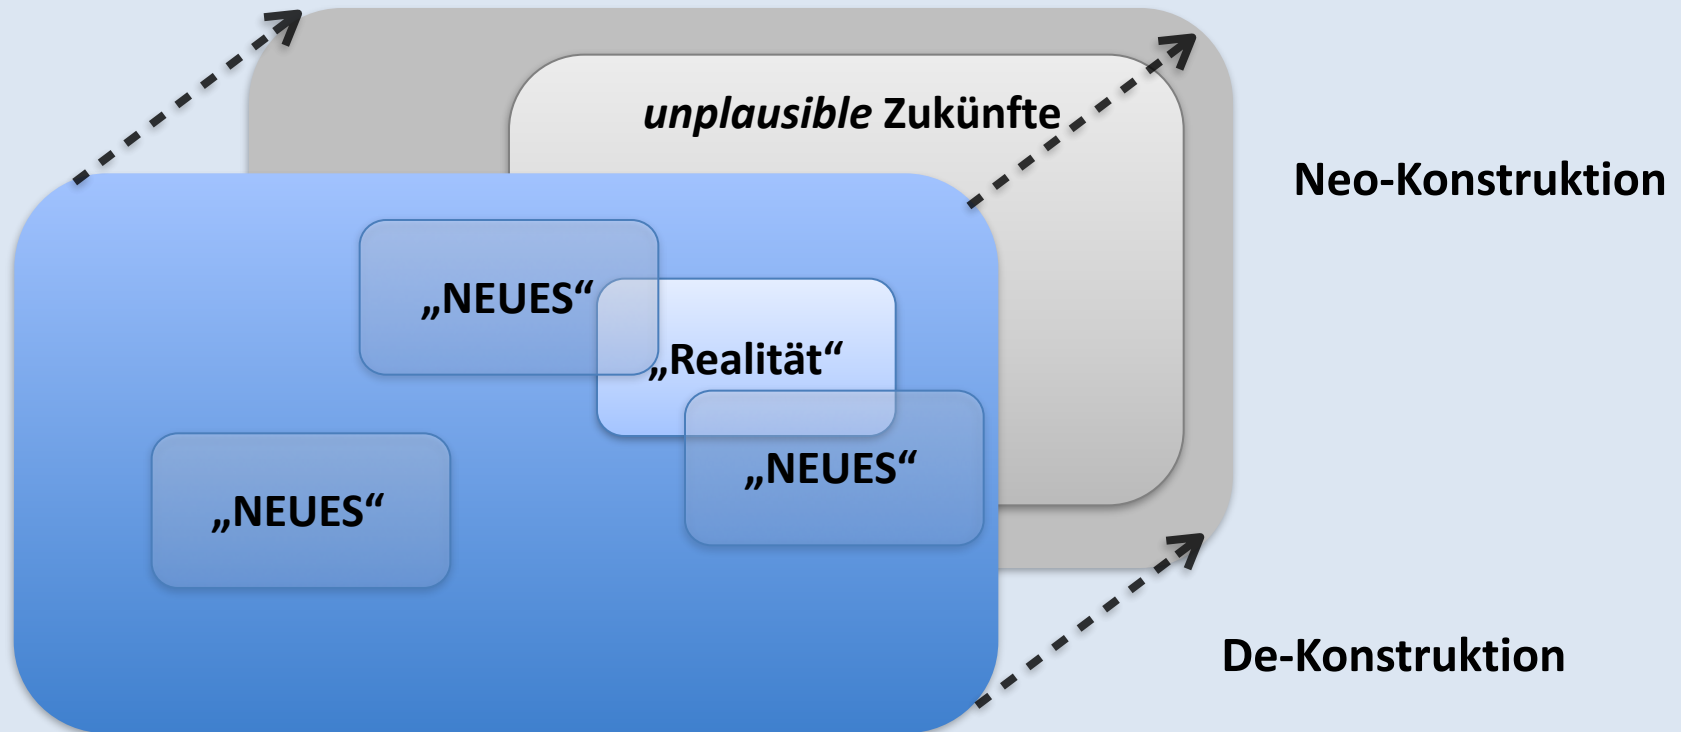 unplausible Zukünfte
Neo-Konstruktion
„NEUES“
„Realität“
„NEUES“
„NEUES“
De-Konstruktion